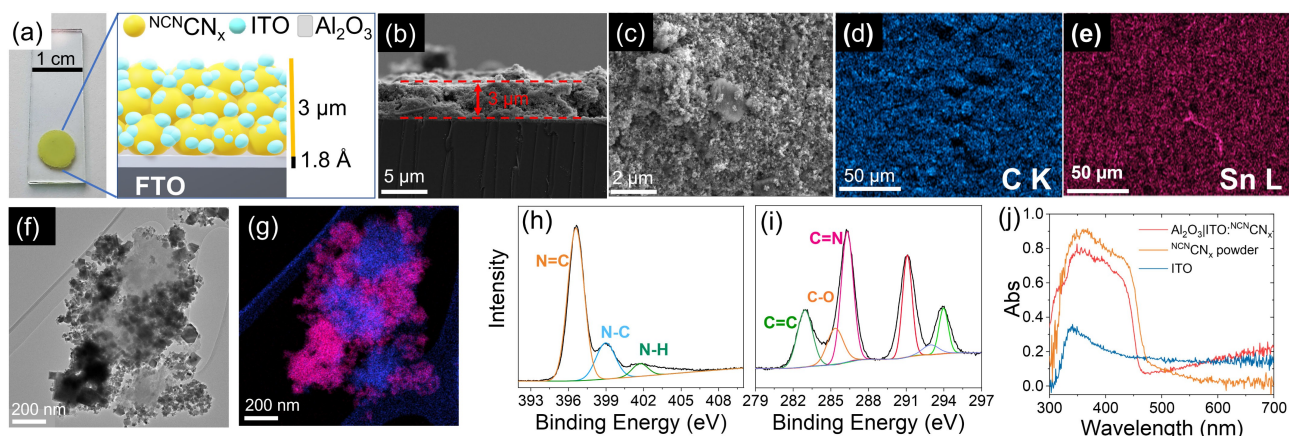 (a)
1 cm
NCNCNx ITO Al2O3
3 μm
1.8 Å
FTO
(b)
3 μm
5 μm
(c)
2 μm
(d)
50 μm
C K
(e)
50 μm
Sn L
(f)
200 nm
(g)
200 nm
(h)
N=C
N-C
N-H
Intensity
393 396 399 402 405 408
Binding Energy (eV)
(i)
C=N
C-O
C=C
279 282 285 288 291 294 297
Binding Energy (eV)
(j)
Al2O3|ITO:NCNCNx
NCNCNx powder
ITO
Abs
1.0
0.8
0.6
0.4
0.2
0.0
300 400 500 600 700
Wavelength (nm)